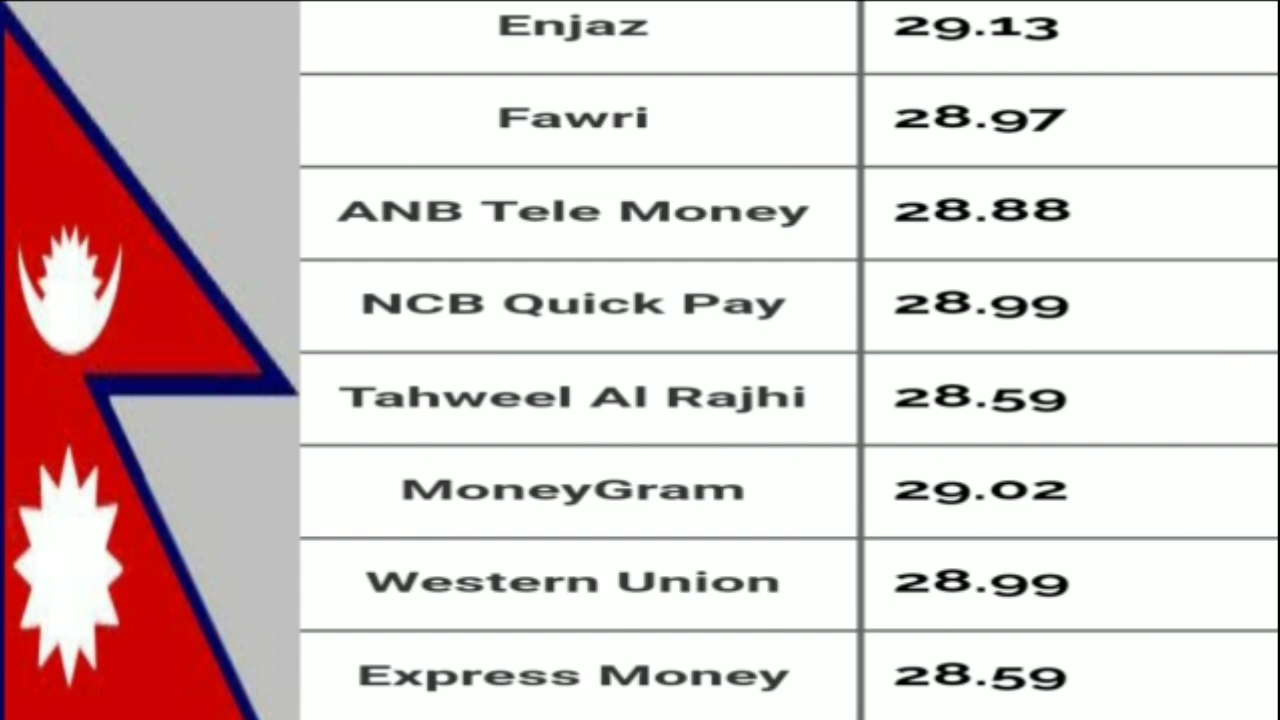 Enjaz 29.13
Fawri 28.97
ANB Tele Money 28.88
NCB Quick Pay 28.99
Tahweel Al Rajhi 28.59
MoneyGram 29.02
Western Union 28.99
Express Money 28.59